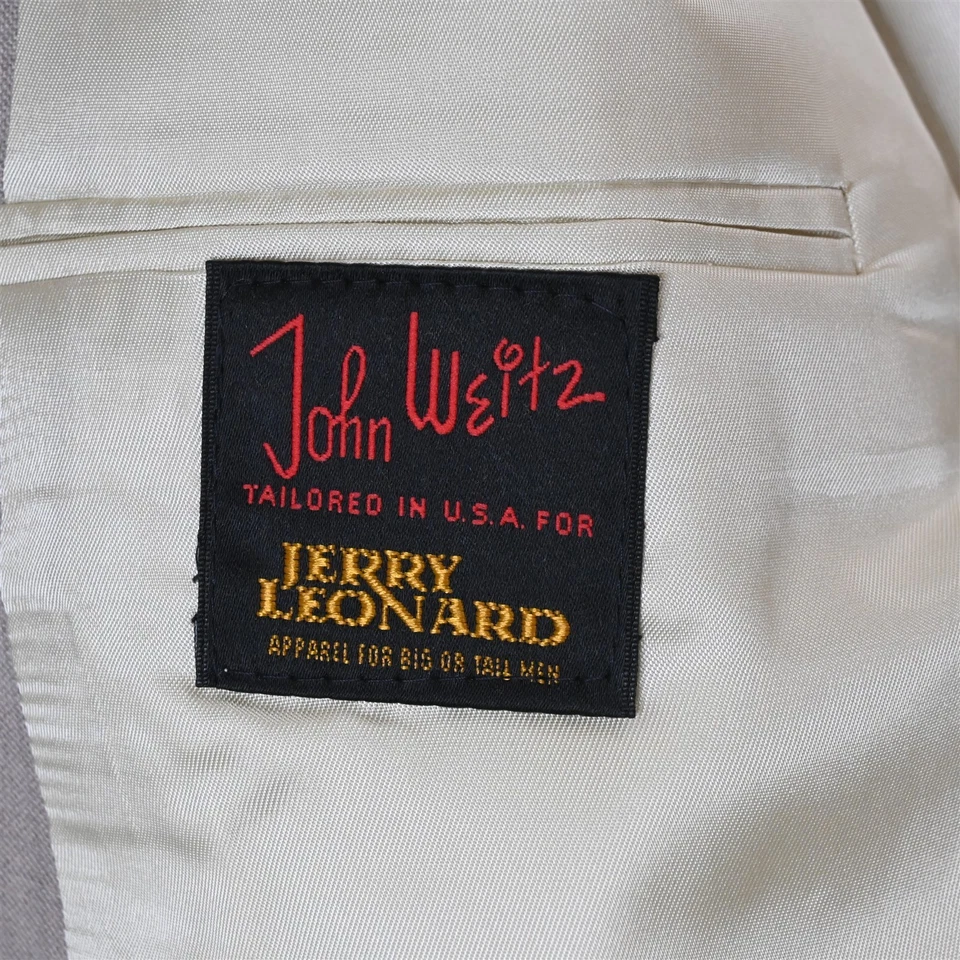 John Weitz
TAILORED IN U.S.A. FOR
JERRY
LEONARD
APPAREL FOR BIG OR TALL MEN